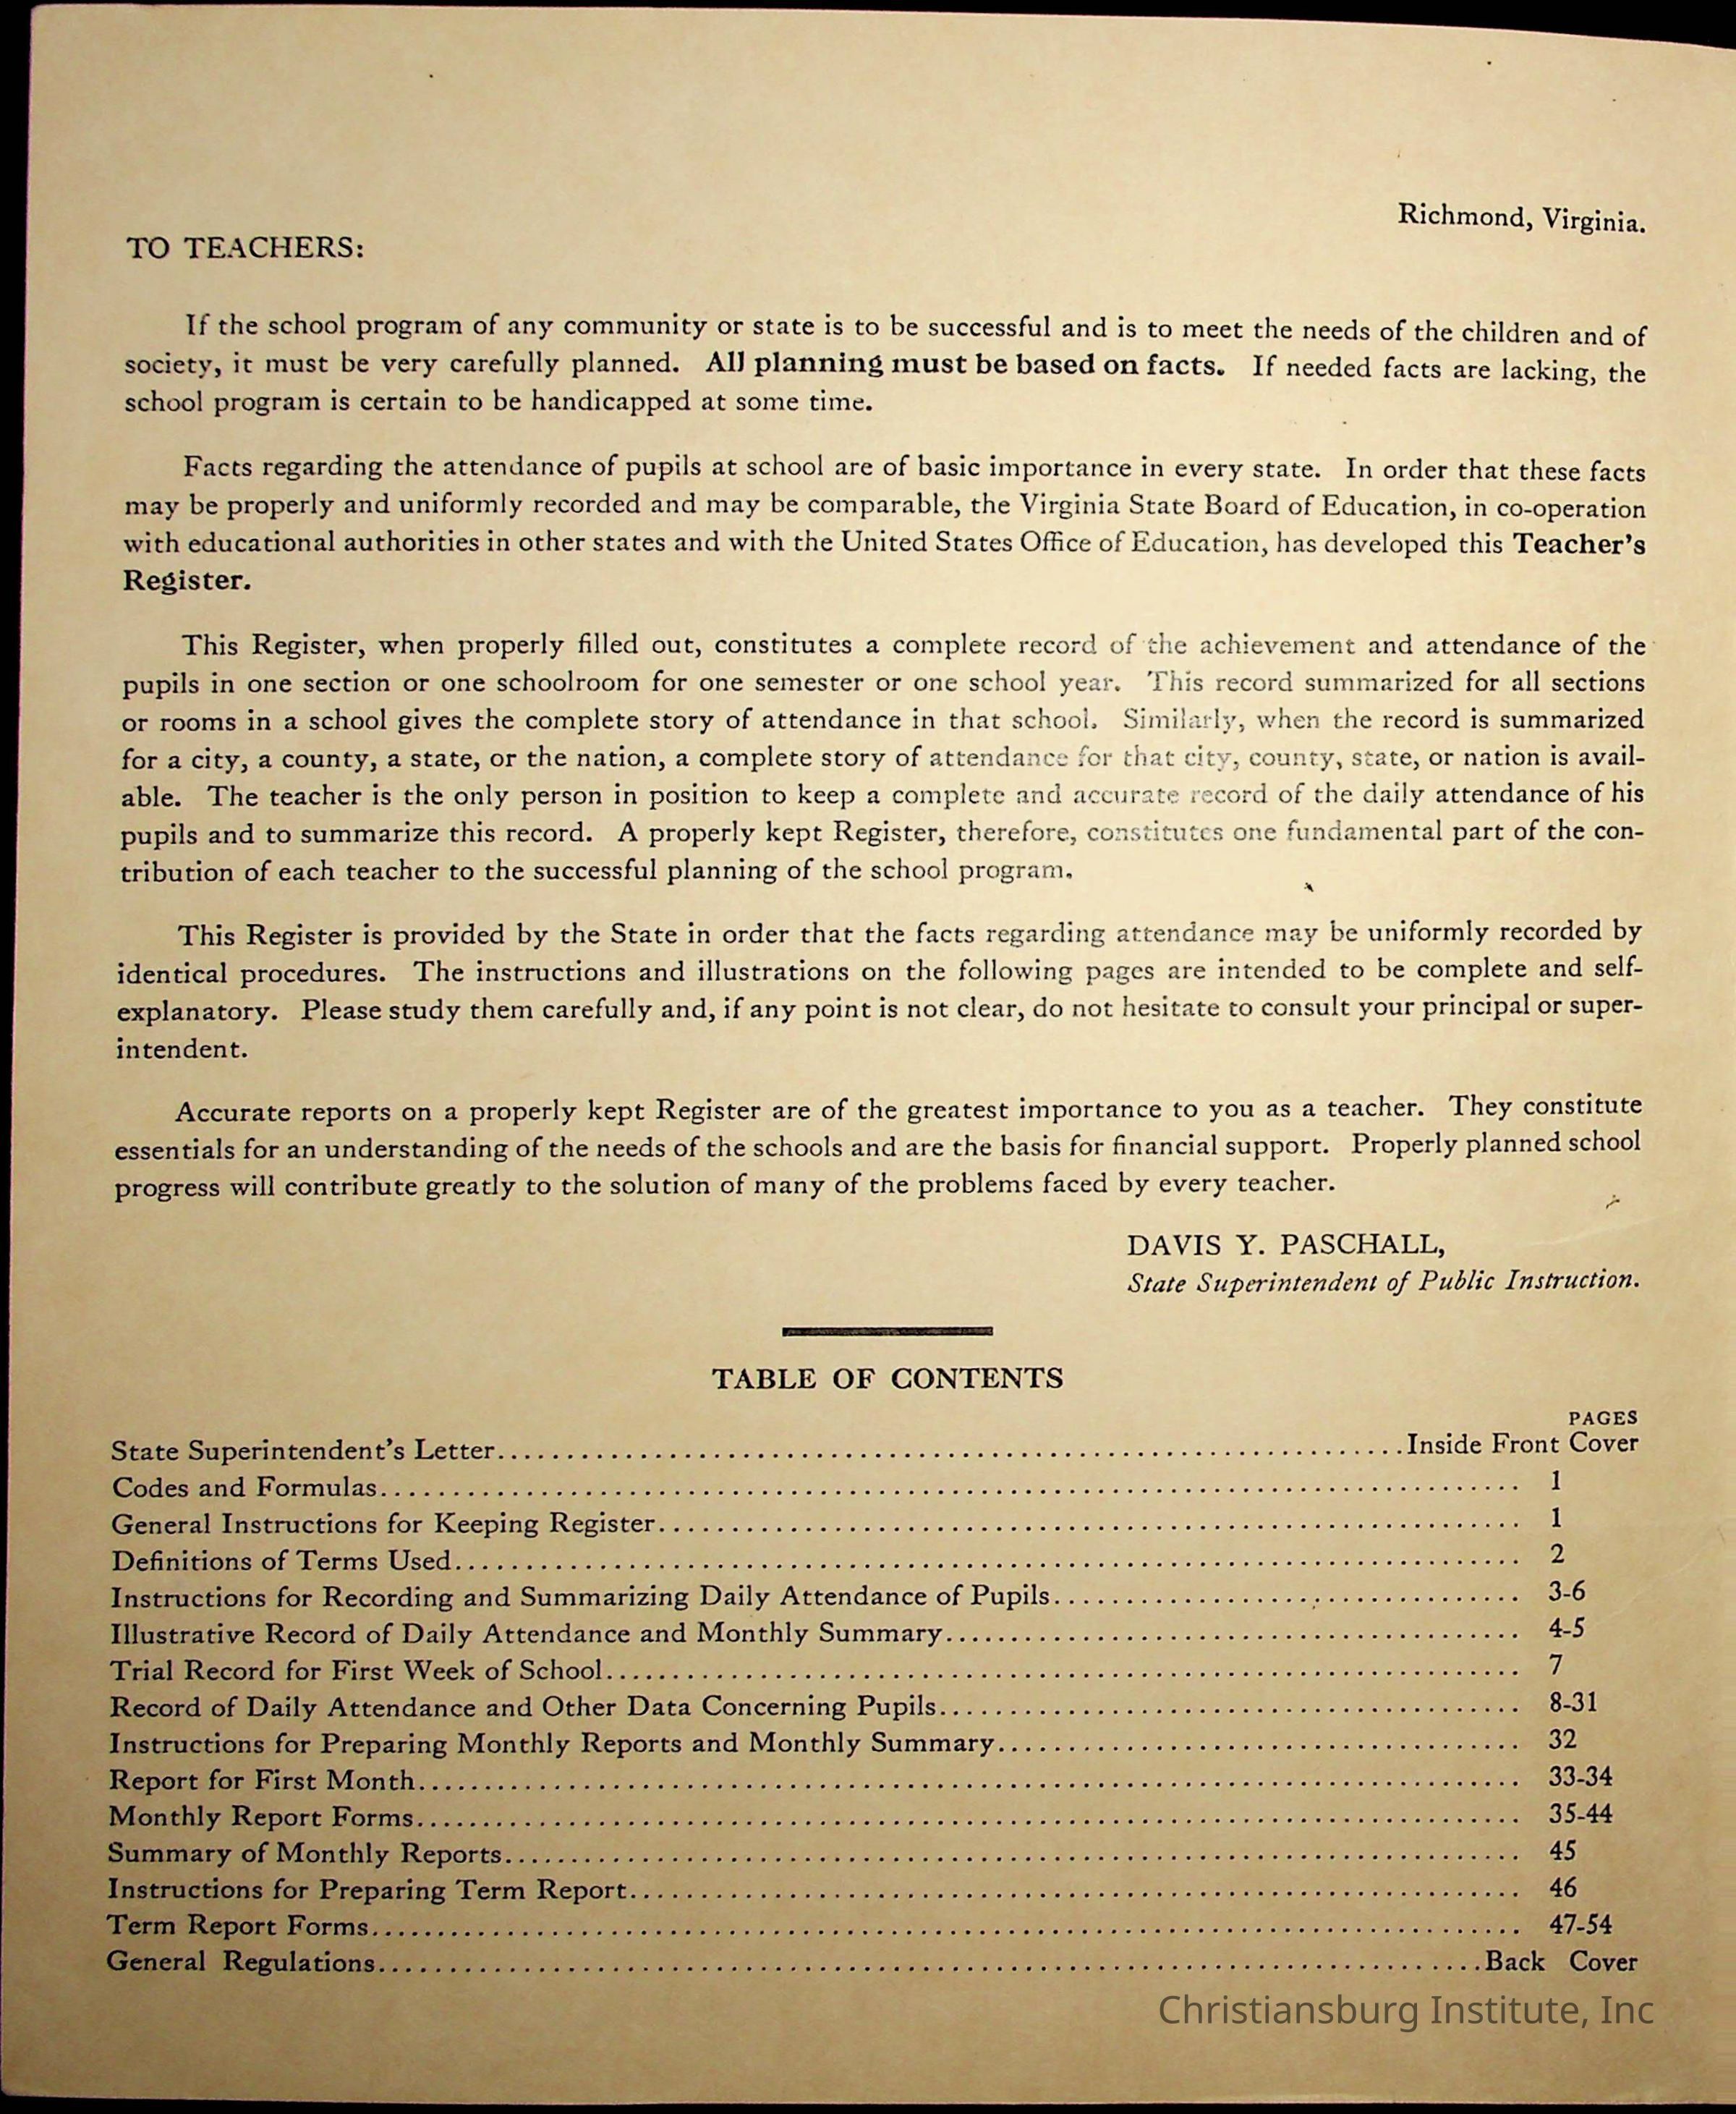 Richmond, Virginia.
TO TEACHERS:
If the school program of any community or state is to be successful and is to meet the needs of the children and of
society, it must be very carefully planned. All planning must be based on facts. If needed facts are lacking, the
school program is certain to be handicapped at some time.
Facts regarding the attendance of pupils at school are of basic importance in every state. In order that these facts
may be properly and uniformly recorded and may be comparable, the Virginia State Board of Education, in co-operation
with educational authorities in other states and with the United States Office of Education, has developed this Teacher's
Register.
This Register, when properly filled out, constitutes a complete record of the achievement and attendance of the
pupils in one section or one schoolroom for one semester or one school year. This record summarized for all sections
or rooms in a school gives the complete story of attendance in that school. Similarly, when the record is summarized
for a city, a county, a state, or the nation, a complete story of attendance for that city, county, state, or nation is avail-
able. The teacher is the only person in position to keep a complete and accurate record of the daily attendance of his
pupils and to summarize this record. A properly kept Register, therefore, constitutes one fundamental part of the con-
tribution of each teacher to the successful planning of the school program.
This Register is provided by the State in order that the facts regarding attendance may be uniformly recorded by
identical procedures. The instructions and illustrations on the following pages are intended to be complete and self-
explanatory. Please study them carefully and, if any point is not clear, do not hesitate to consult your principal or super-
intendent.
Accurate reports on a properly kept Register are of the greatest importance to you as a teacher. They constitute
essentials for an understanding of the needs of the schools and are the basis for financial support. Properly planned school
progress will contribute greatly to the solution of many of the problems faced by every teacher.
DAVIS Y. PASCHALL,
State Superintendent of Public Instruction.
TABLE OF CONTENTS
PAGES
State Superintendent's Letter Inside Front Cover
Codes and Formulas 1
General Instructions for Keeping Register 1
Definitions of Terms Used 2
Instructions for Recording and Summarizing Daily Attendance of Pupils 3-6
Illustrative Record of Daily Attendance and Monthly Summary 4-5
Trial Record for First Week of School 7
Record of Daily Attendance and Other Data Concerning Pupils 8-31
Instructions for Preparing Monthly Reports and Monthly Summary 32
Report for First Month 33-34
Monthly Report Forms 35-44
Summary of Monthly Reports 45
Instructions for Preparing Term Report 46
Term Report Forms 47-54
General Regulations Back Cover
Christiansburg Institute, Inc